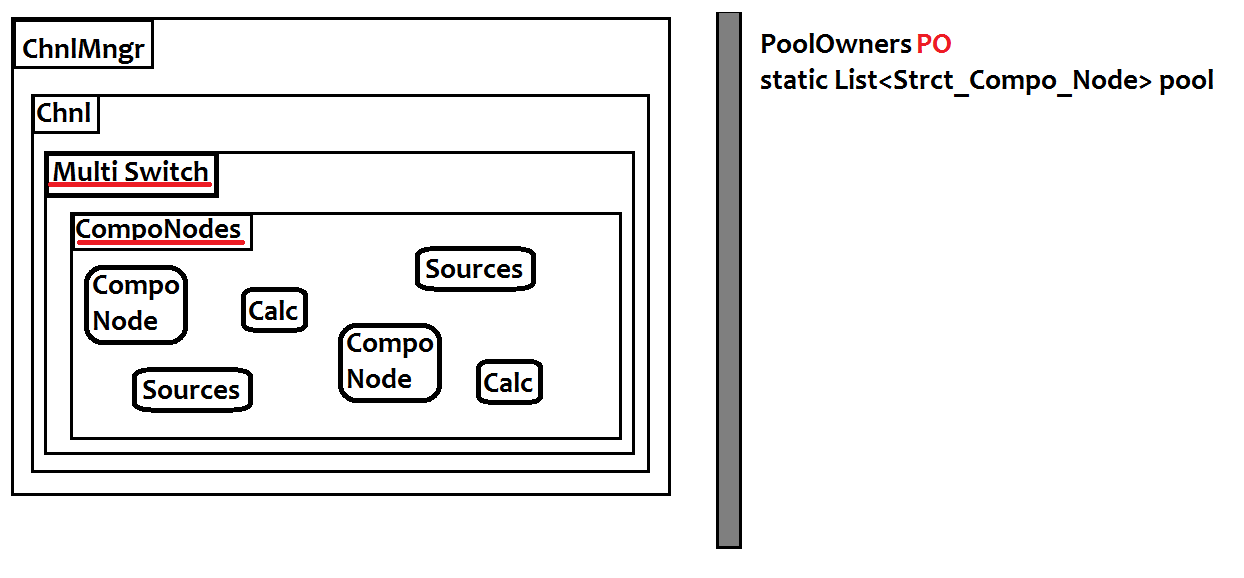 ChnlMngr
Chnl
Multi Switch
CompoNodes
Compo
Node
Calc
Sources
Sources
Compo
Node
Calc
PoolOwners PO
static List<Strct_Compo_Node> pool